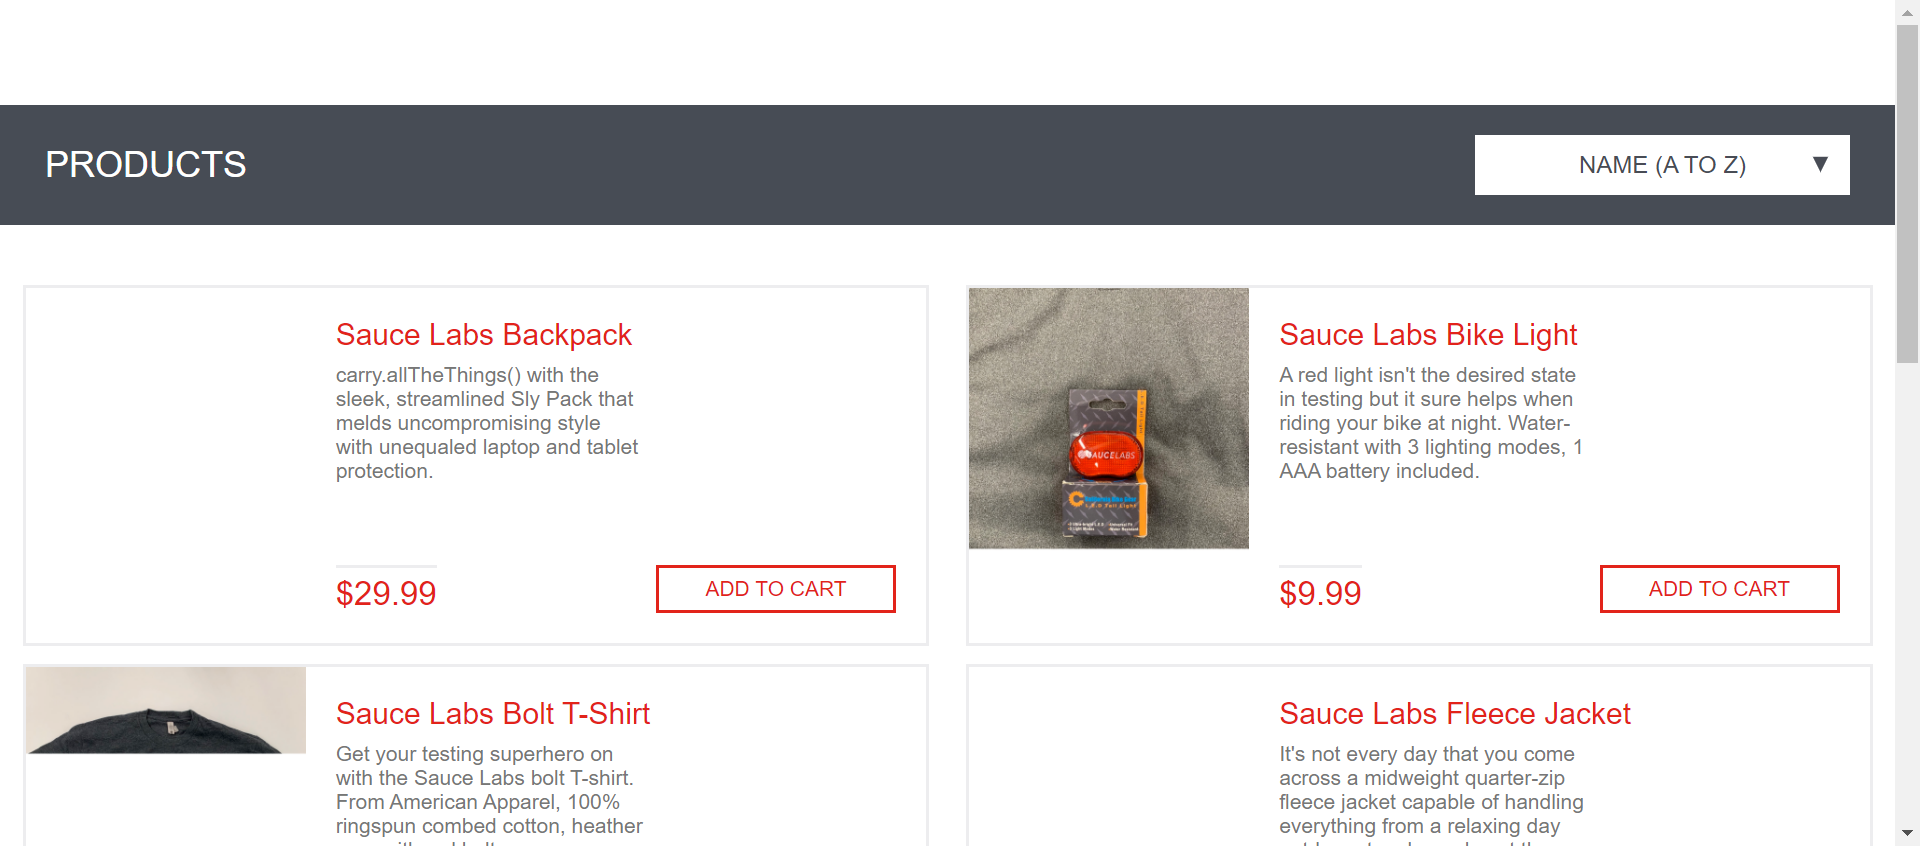 PRODUCTS
NAME (A TO Z)
Sauce Labs Backpack
carry.allTheThings() with the
sleek, streamlined Sly Pack that
melds uncompromising style
with unequaled laptop and tablet
protection.
$29.99
ADD TO CART
SAUCELABS
Sauce Labs Bike Light
A red light isn't the desired state
in testing but it sure helps when
riding your bike at night. Water-
resistant with 3 lighting modes, 1
AAA battery included.
$9.99
ADD TO CART
Sauce Labs Bolt T-Shirt
Get your testing superhero on
with the Sauce Labs bolt T-shirt.
From American Apparel, 100%
ringspun combed cotton, heather
Sauce Labs Fleece Jacket
It's not every day that you come
across a midweight quarter-zip
fleece jacket capable of handling
everything from a relaxing day